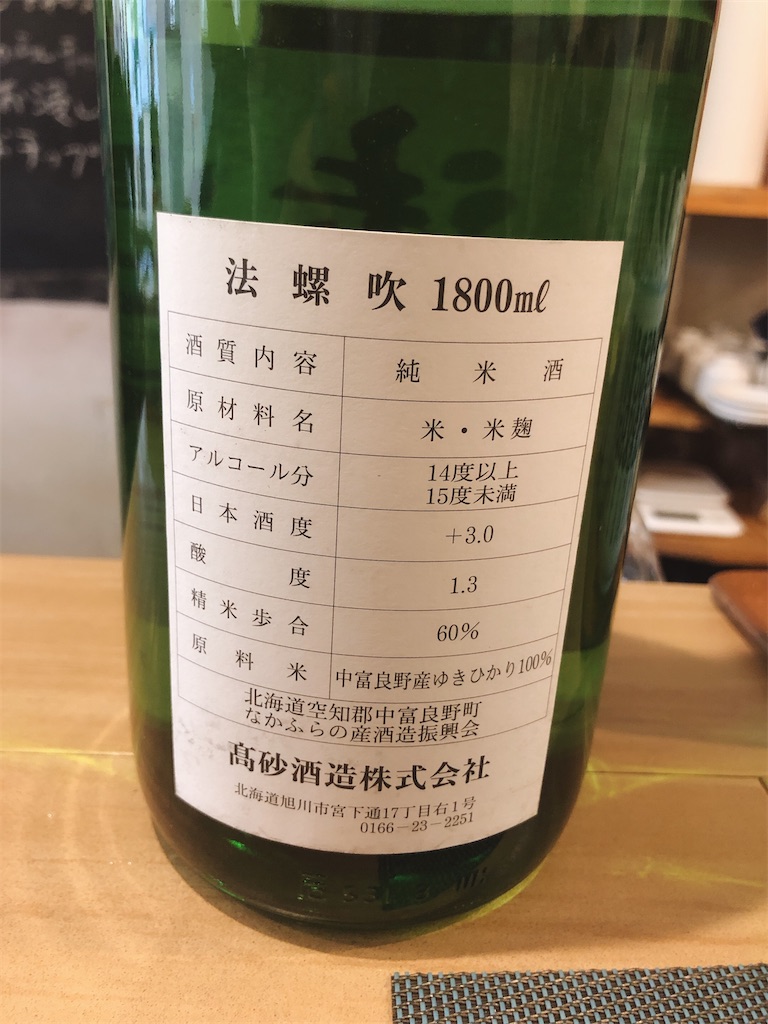 法螺吹 1800mℓ
酒質内容 純米酒
原材料名 米・米麹
アルコール分 14度以上
15度未満
日本酒度 +3.0
酸度 1.3
精米歩合 60%
原料米 中富良野産ゆきひかり100%
北海道空知郡中富良野町
なかふらの産酒造振興会
髙砂酒造株式会社
北海道旭川市宮下通17丁目右1号
0166-23-2251